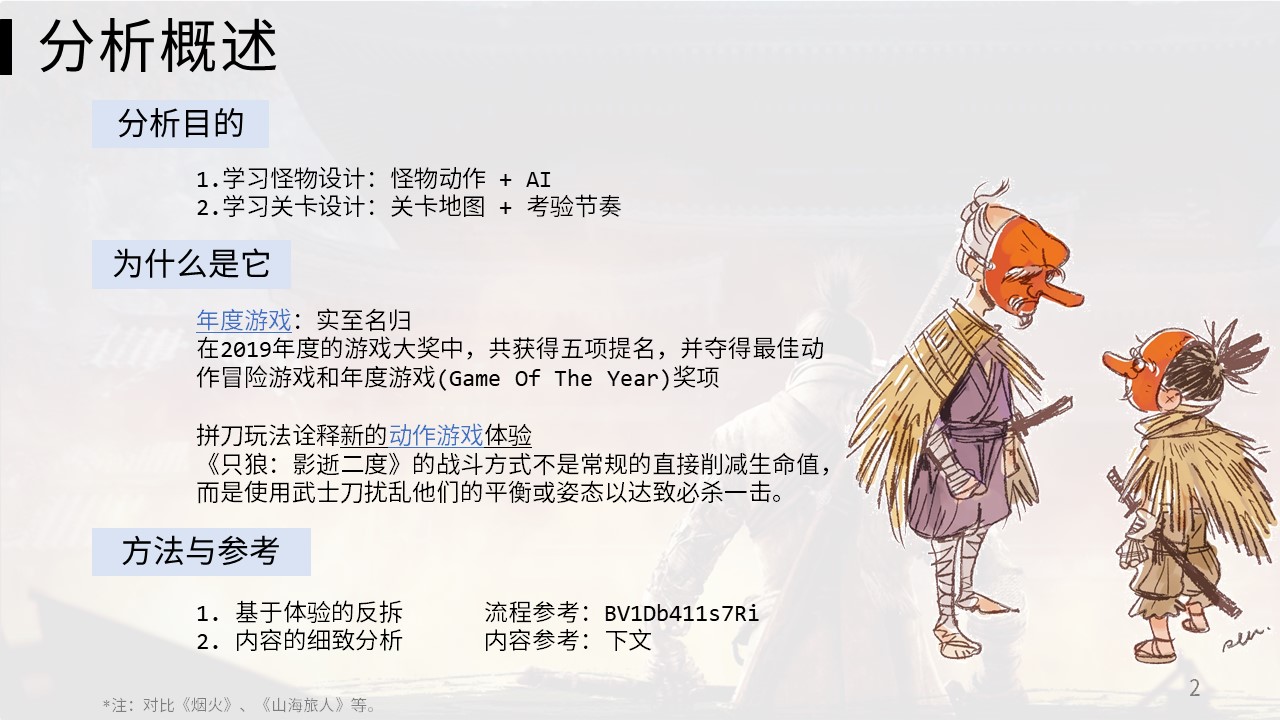 分析概述
分析目的
1.学习怪物设计：怪物动作 + AI
2.学习关卡设计：关卡地图 + 考验节奏
为什么是它
年度游戏：实至名归
在2019年度的游戏大奖中，共获得五项提名，并夺得最佳动
作冒险游戏和年度游戏(Game Of The Year)奖项
拼刀玩法诠释新的动作游戏体验
《只狼：影逝二度》的战斗方式不是常规的直接削减生命值，
而是使用武士刀扰乱他们的平衡或姿态以达致必杀一击。
方法与参考
1. 基于体验的反拆 流程参考：BV1Db411s7Ri
2. 内容的细致分析 内容参考：下文
*注：对比《烟火》、《山海旅人》等。
2